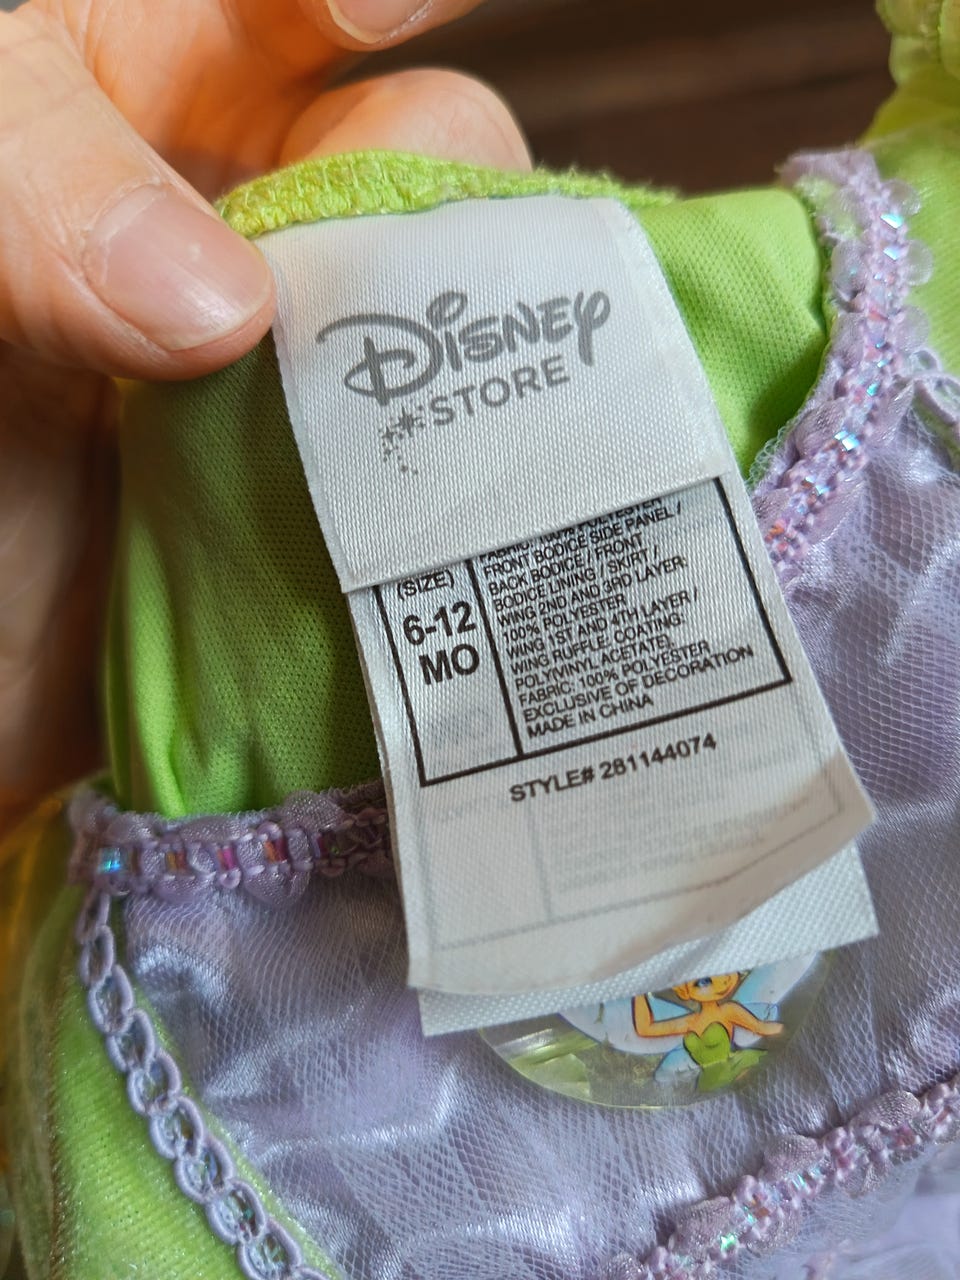 DISNEY
STORE
(SIZE)
6-12
MO
POLYESTER
FRONT BODICE SIDE PANEL /
BACK BODICE / FRONT
BODICE LINING / SKIRT /
WING 2ND AND 3RD LAYER:
100% POLYESTER
WING 1ST AND 4TH LAYER /
WING RUFFLE: COATING:
POLY(VINYL ACETATE),
FABRIC: 100% POLYESTER
EXCLUSIVE OF DECORATION
MADE IN CHINA
STYLE# 281144074